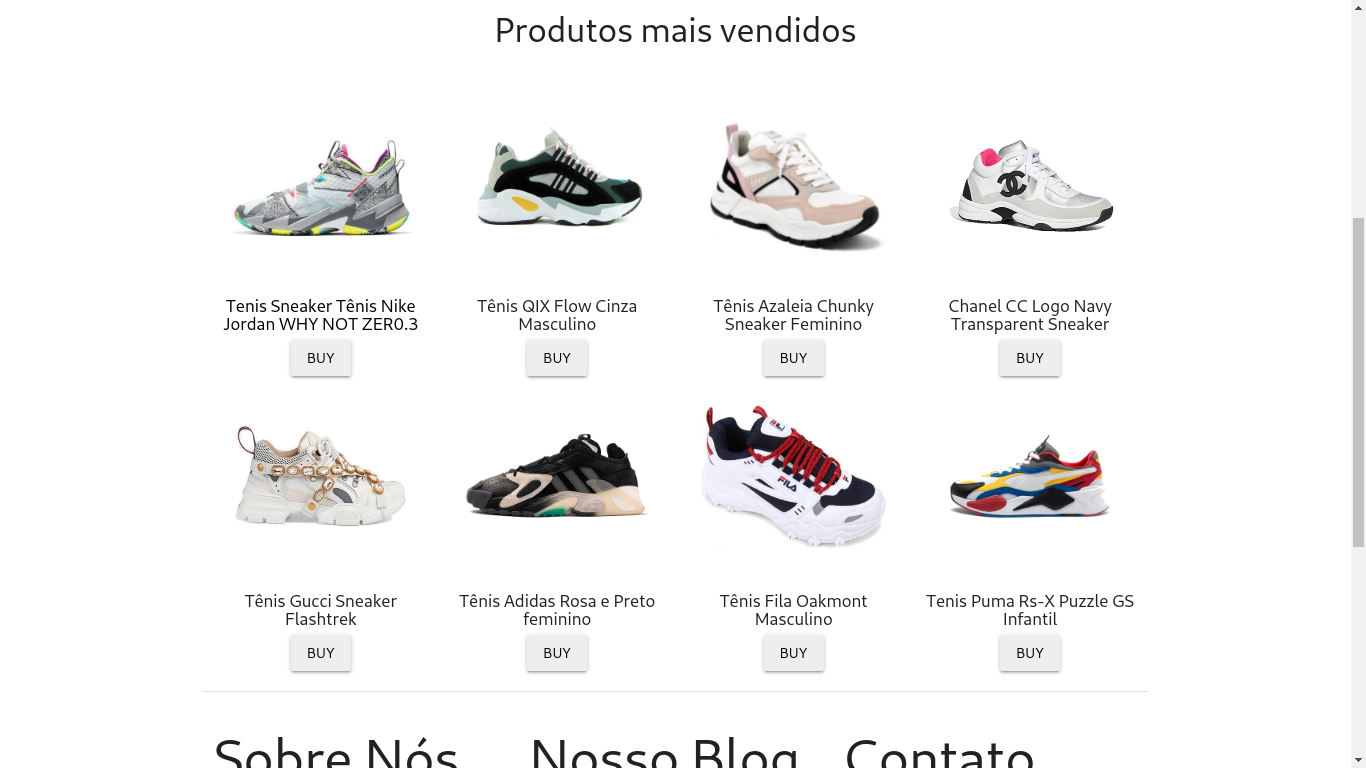 Produtos mais vendidos
Tenis Sneaker Tênis Nike
Jordan WHY NOT ZER0.3
Tênis QIX Flow Cinza
Masculino
Tênis Azaleia Chunky
Sneaker Feminino
Chanel CC Logo Navy
Transparent Sneaker
BUY
BUY
BUY
BUY
FILA
Tênis Gucci Sneaker
Flashtrek
Tênis Adidas Rosa e Preto
feminino
Tênis Fila Oakmont
Masculino
Tenis Puma Rs-X Puzzle GS
Infantil
BUY
BUY
BUY
BUY
Sobre Nós
Nosso Blog
Contato